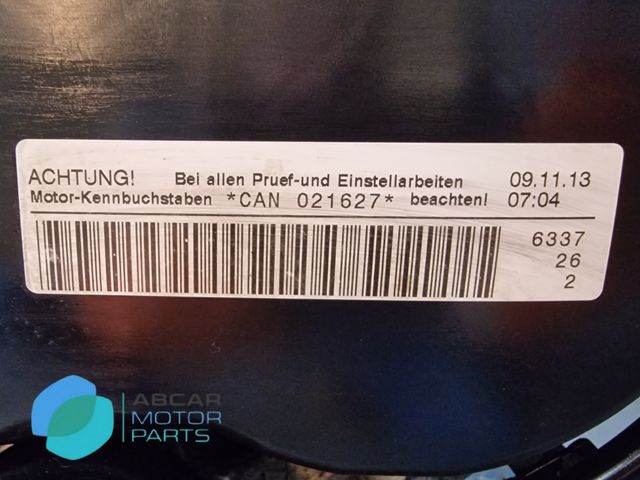 ACHTUNG! Bei allen Pruef-und Einstellarbeiten 09.11.13
Motor-Kennbuchstaben *CAN 021627* beachten! 07:04
6337
26
2
ABCAR
MOTOR
PARTS